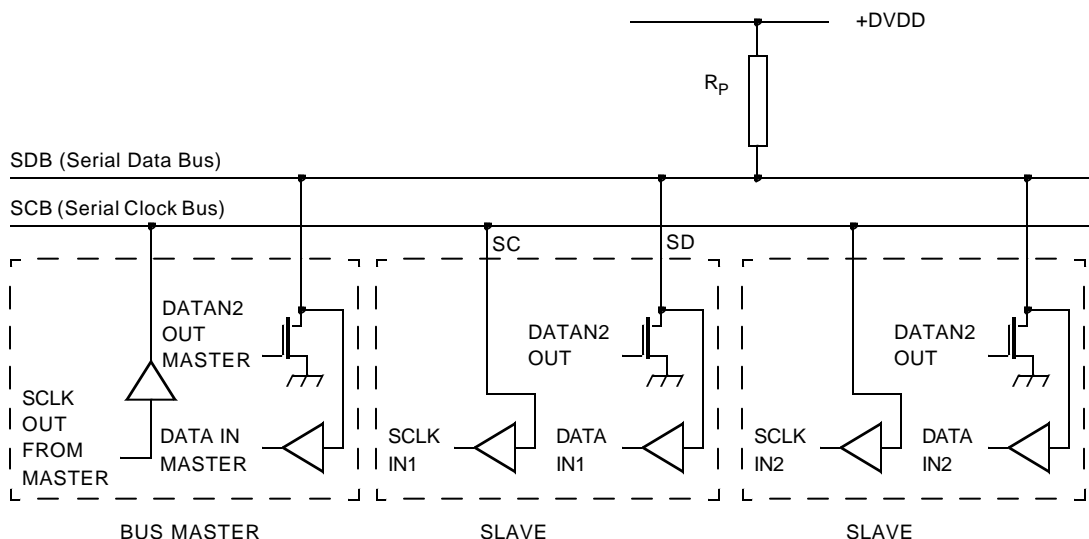 +DVDD
RP
SDB (Serial Data Bus)
SCB (Serial Clock Bus)
SC
SD
DATAN2
OUT
MASTER
SCLK
OUT
FROM
MASTER
DATA IN
MASTER
DATAN2
OUT
SCLK
IN1
DATA
IN1
DATAN2
OUT
SCLK
IN2
DATA
IN2
BUS MASTER
SLAVE
SLAVE